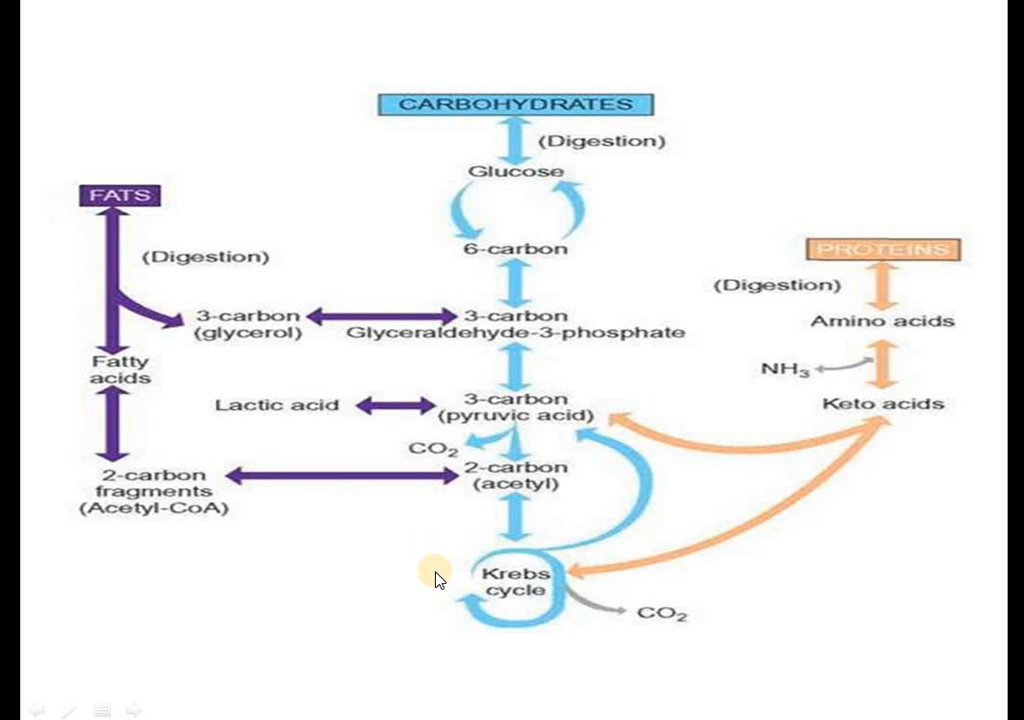 CARBOHYDRATES
(Digestion)
Glucose
FATS
6-carbon
PROTEINS
(Digestion)
(Digestion)
3-carbon
(glycerol)
3-carbon
Glyceraldehyde-3-phosphate
Amino acids
Fatty
acids
NH3
Lactic acid
3-carbon
(pyruvic acid)
Keto acids
CO2
2-carbon
fragments
(Acetyl-CoA)
2-carbon
(acetyl)
Krebs
cycle
CO2